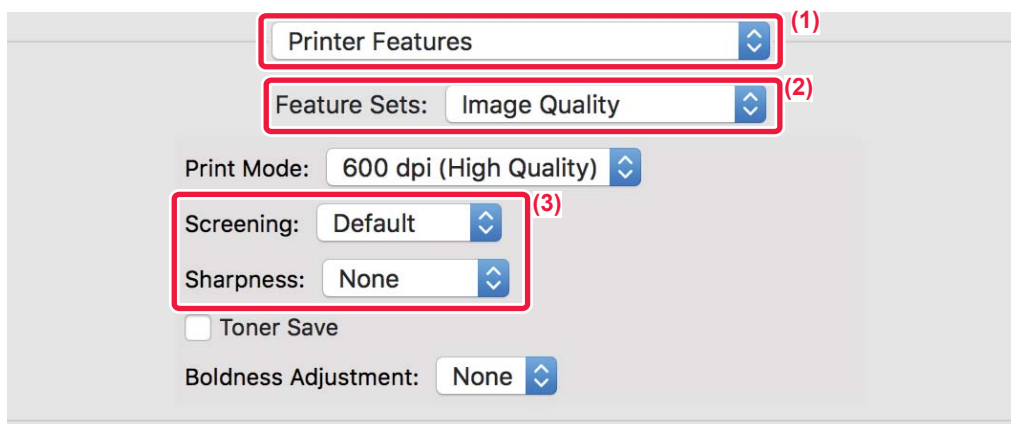 Printer Features (1)
Feature Sets: Image Quality (2)
Print Mode: 600 dpi (High Quality)
(3)
Screening: Default
Sharpness: None
Toner Save
Boldness Adjustment: None